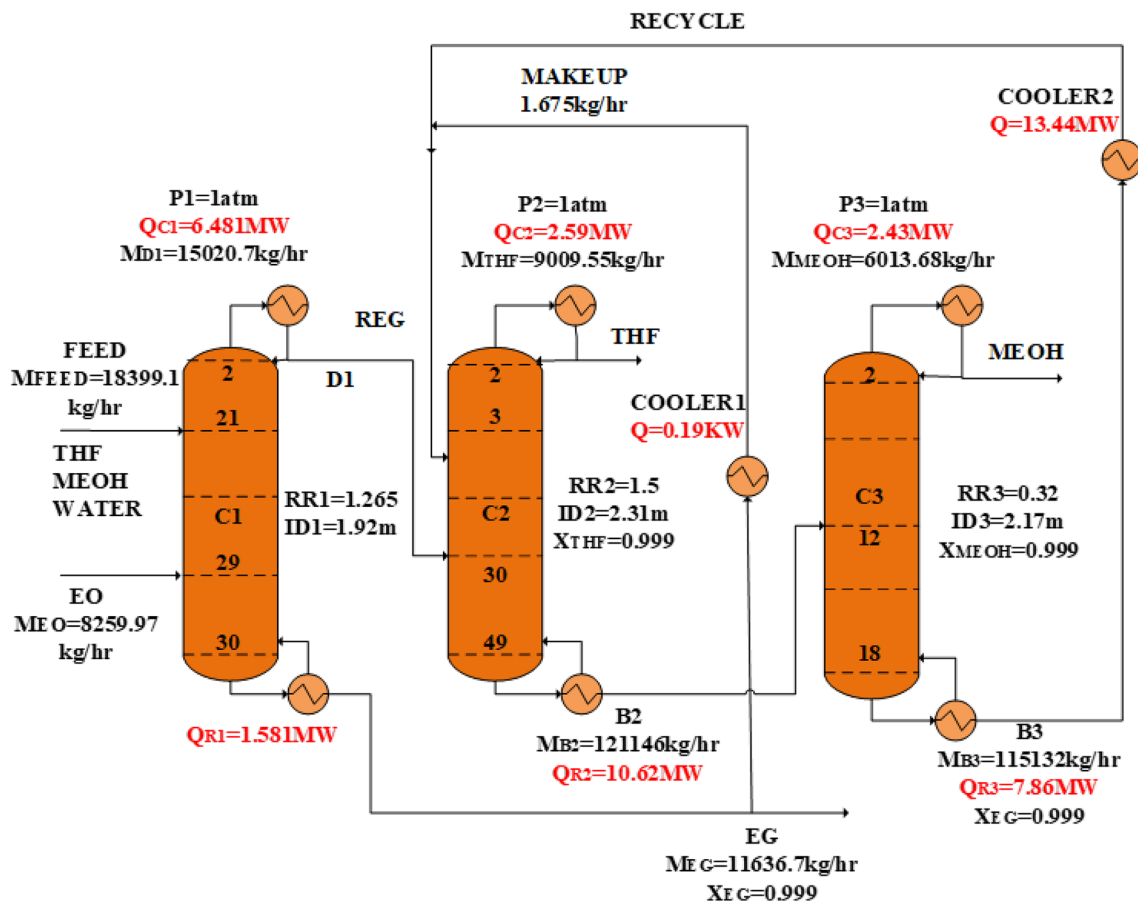 RECYCLE
MAKEUP
1.675kg/hr
COOLER2
Q=13.44MW
P1=1atm
QC1=6.481MW
MD1=15020.7kg/hr
P2=1atm
QC2=2.59MW
MTHF=9009.55kg/hr
P3=1atm
QC3=2.43MW
MMEOH=6013.68kg/hr
REG
THF
FEED
MFEED=18399.1
kg/hr
D1
MEOH
2
2
2
COOLER1
Q=0.19KW
21
3
THF
MEOH
WATER
RR1=1.265
ID1=1.92m
C1
RR2=1.5
ID2=2.31m
XTHF=0.999
C2
C3
RR3=0.32
ID3=2.17m
XMEOH=0.999
12
29
30
EO
MEO=8259.97
kg/hr
30
49
18
QR1=1.581MW
B2
MB2=121146kg/hr
QR2=10.62MW
B3
MB3=115132kg/hr
QR3=7.86MW
XEG=0.999
EG
MEG=11636.7kg/hr
XEG=0.999